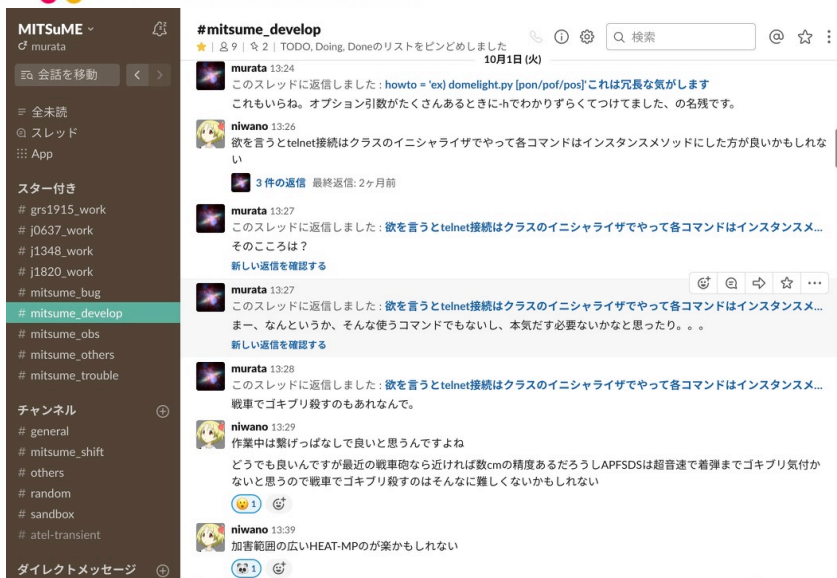 MITSuME
murata
会話を移動
全未読
スレッド
App
スター付き
# grs1915_work
# j0637_work
# j1348_work
# j1820_work
# mitsume_bug
# mitsume_develop
# mitsume_obs
# mitsume_others
# mitsume_trouble
チャンネル
# general
# mitsume_shift
# others
# random
# sandbox
# atel-transient
ダイレクトメッセージ
#mitsume_develop
9 | 2 | TODO, Doing, Doneのリストをピンどめしました
検索
10月1日 (火)
murata 13:24
このスレッドに返信しました : howto = 'ex) domelight.py [pon/pof/pos]'これは冗長な気がします
これもいらね。オプション引数がたくさんあるときに-hでわかりずらくてつけてました、の名残です。
niwano 13:26
欲を言うとtelnet接続はクラスのイニシャライザでやって各コマンドはインスタンスメソッドにした方が良いかもしれな
い
3 件の返信 最終返信: 2ヶ月前
murata 13:27
このスレッドに返信しました : 欲を言うとtelnet接続はクラスのイニシャライザでやって各コマンドはインスタンスメ...
そのこころは？
新しい返信を確認する
murata 13:27
このスレッドに返信しました : 欲を言うとtelnet接続はクラスのイニシャライザでやって各コマンドはインスタンスメ...
まー、なんというか、そんな使うコマンドでもないし、本気だす必要ないかなと思ったり。。。
新しい返信を確認する
murata 13:28
このスレッドに返信しました : 欲を言うとtelnet接続はクラスのイニシャライザでやって各コマンドはインスタンスメ...
戦車でゴキブリ殺すのもあれなんで。
niwano 13:29
作業中は繋げっぱなしで良いと思うんですよね
どうでも良いんですが最近の戦車砲なら近ければ数cmの精度あるだろうしAPFSDSは超音速で着弾までゴキブリ気付か
ないと思うので戦車でゴキブリ殺すのはそんなに難しくないかもしれない
1
niwano 13:39
加害範囲の広いHEAT-MPのが楽かもしれない
1